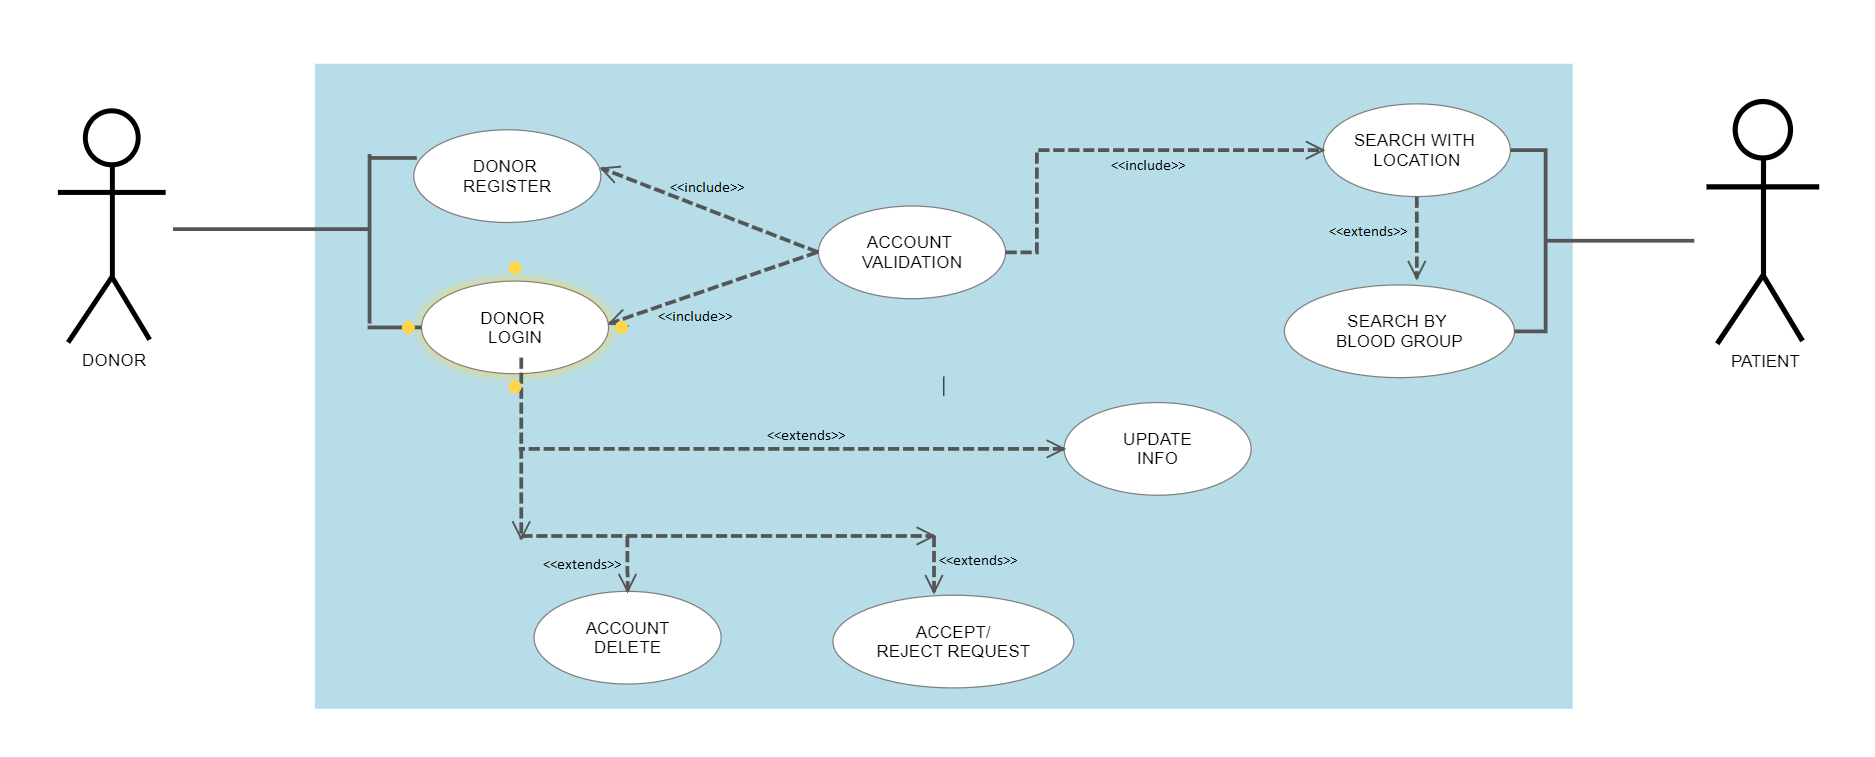 DONOR
REGISTER
<<include>>
ACCOUNT
VALIDATION
<<include>>
SEARCH WITH
LOCATION
<<extends>>
DONOR
LOGIN
<<include>>
SEARCH BY
BLOOD GROUP
DONOR
PATIENT
<<extends>>
UPDATE
INFO
<<extends>>
<<extends>>
ACCOUNT
DELETE
ACCEPT/
REJECT REQUEST